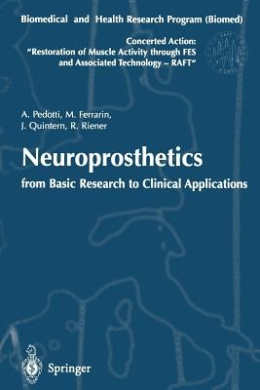 Biomedical and Health Research Program (Biomed)
Concerted Action:
"Restoration of Muscle Activity through FES
and Associated Technology – RAFT"
A. Pedotti, M. Ferrarin,
J. Quintern, R. Riener
Neuroprosthetics
from Basic Research to Clinical Applications
Springer